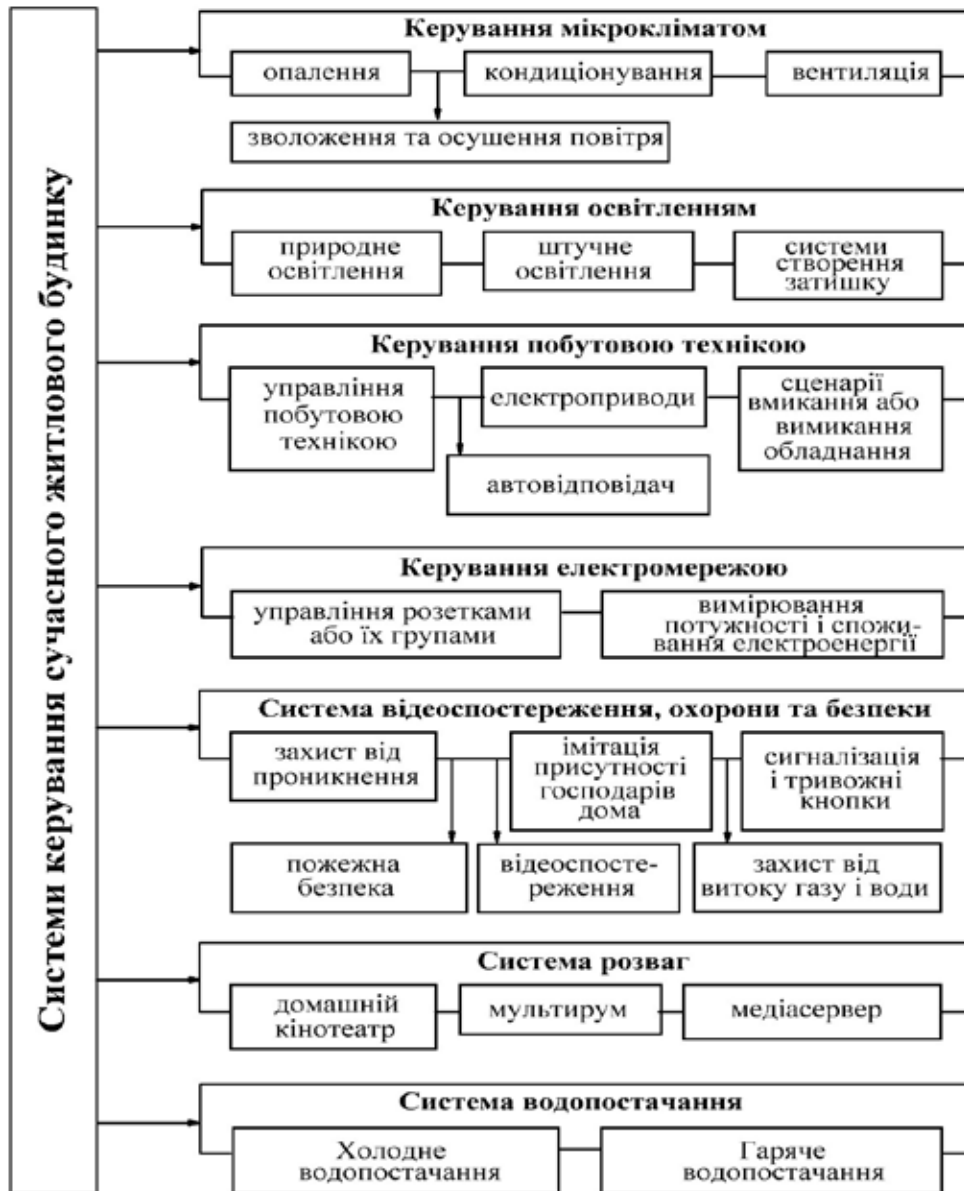 Системи керування сучасного житлового будинку
Керування мікрокліматом
опалення
кондиціонування
вентиляція
зволоження та осушення повітря
Керування освітленням
природне
освітлення
штучне
освітлення
системи
створення
затишку
Керування побутовою технікою
управління
побутовою
технікою
електроприводи
сценарії
вмикання або
вимикання
обладнання
автовідповідач
Керування електромережою
управління розетками
або їх групами
вимірювання
потужності і спожи-
вання електроенергії
Система відеоспостереження, охорони та безпеки
захист від
проникнення
імітація
присутності
господарів
дома
сигналізація
і тривожні
кнопки
пожежна
безпека
відеоспосте-
реження
захист від
витоку газу і води
Система розваг
домашній
кінотеатр
мультирум
медіасервер
Система водопостачання
Холодне
водопостачання
Гаряче
водопостачання